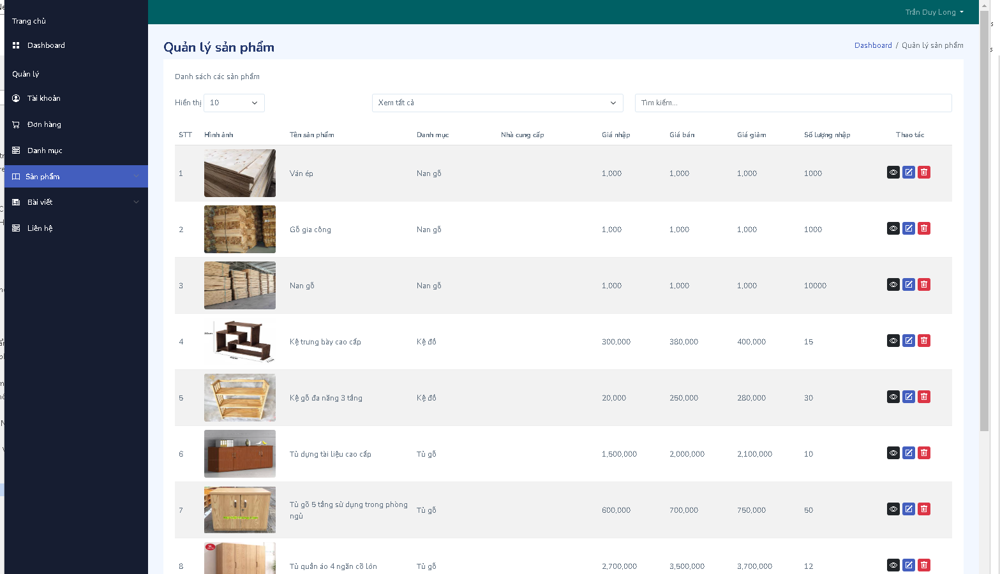 Trang chủ
Dashboard
Quản lý
Tài khoản
Đơn hàng
Danh mục
Sản phẩm
Bài viết
Liên hệ
Trần Duy Long
Quản lý sản phẩm
Dashboard / Quản lý sản phẩm
Danh sách các sản phẩm
Hiển thị 10 Xem tất cả Tìm kiếm...
STT Hình ảnh Tên sản phẩm Danh mục Nhà cung cấp Giá nhập Giá bán Giá giảm Số lượng nhập Thao tác
1 Ván ép Nan gỗ 1,000 1,000 1,000 1000
2 Gỗ gia công Nan gỗ 1,000 1,000 1,000 1000
3 Nan gỗ Nan gỗ 1,000 1,000 1,000 10000
4 Kệ trưng bày cao cấp Kệ đồ 300,000 380,000 400,000 15
5 Kệ gỗ đa năng 3 tầng Kệ đồ 20,000 250,000 280,000 30
6 Tủ dựng tài liệu cao cấp Tủ gỗ 1,500,000 2,000,000 2,100,000 10
7 Tủ gỗ 5 tầng sử dụng trong phòng
ngủ Tủ gỗ 600,000 700,000 750,000 50
8 Tủ quần áo 4 ngăn cỡ lớn Tủ gỗ 2,700,000 3,500,000 3,700,000 12